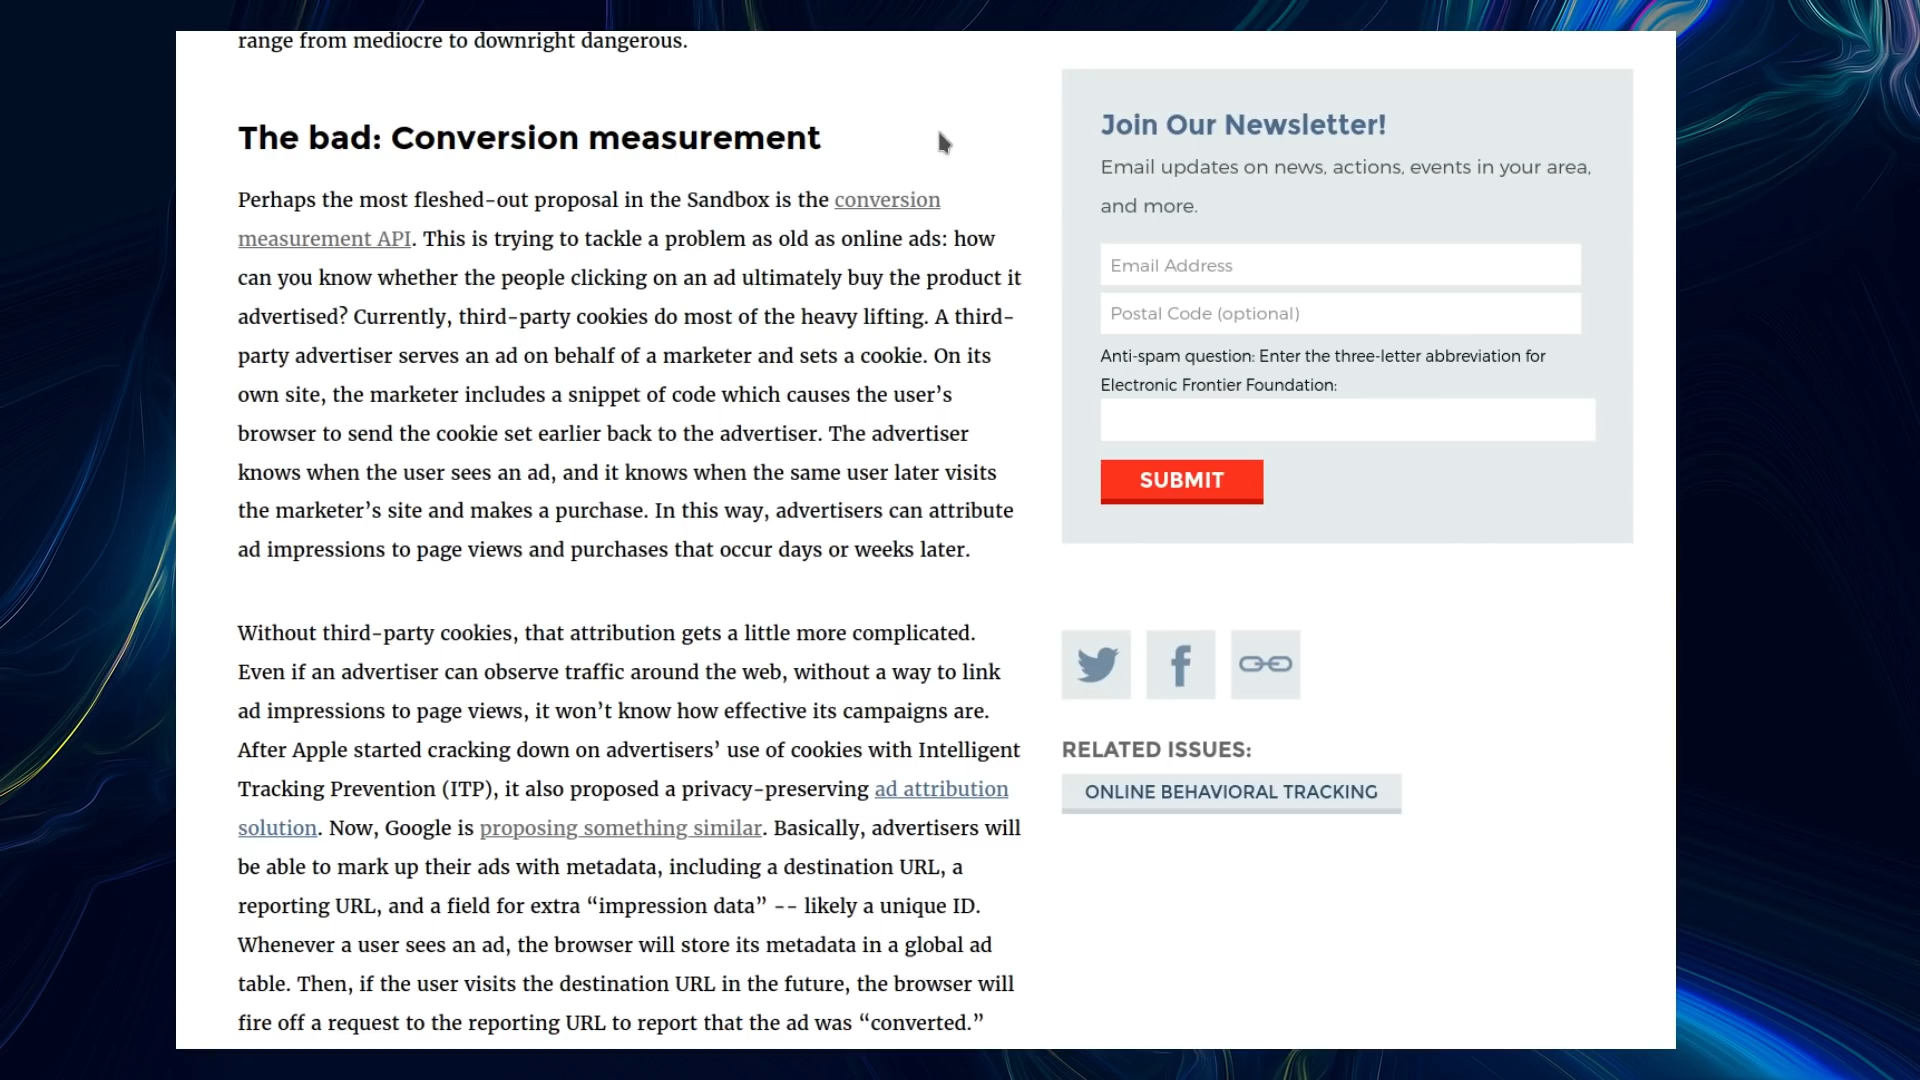 range from mediocre to downright dangerous.
The bad: Conversion measurement
Perhaps the most fleshed-out proposal in the Sandbox is the conversion
measurement API. This is trying to tackle a problem as old as online ads: how
can you know whether the people clicking on an ad ultimately buy the product it
advertised? Currently, third-party cookies do most of the heavy lifting. A third-
party advertiser serves an ad on behalf of a marketer and sets a cookie. On its
own site, the marketer includes a snippet of code which causes the user’s
browser to send the cookie set earlier back to the advertiser. The advertiser
knows when the user sees an ad, and it knows when the same user later visits
the marketer’s site and makes a purchase. In this way, advertisers can attribute
ad impressions to page views and purchases that occur days or weeks later.
Without third-party cookies, that attribution gets a little more complicated.
Even if an advertiser can observe traffic around the web, without a way to link
ad impressions to page views, it won’t know how effective its campaigns are.
After Apple started cracking down on advertisers’ use of cookies with Intelligent
Tracking Prevention (ITP), it also proposed a privacy-preserving ad attribution
solution. Now, Google is proposing something similar. Basically, advertisers will
be able to mark up their ads with metadata, including a destination URL, a
reporting URL, and a field for extra “impression data” -- likely a unique ID.
Whenever a user sees an ad, the browser will store its metadata in a global ad
table. Then, if the user visits the destination URL in the future, the browser will
fire off a request to the reporting URL to report that the ad was “converted.”
Join Our Newsletter!
Email updates on news, actions, events in your area,
and more.
Email Address
Postal Code (optional)
Anti-spam question: Enter the three-letter abbreviation for
Electronic Frontier Foundation:
SUBMIT
RELATED ISSUES:
ONLINE BEHAVIORAL TRACKING